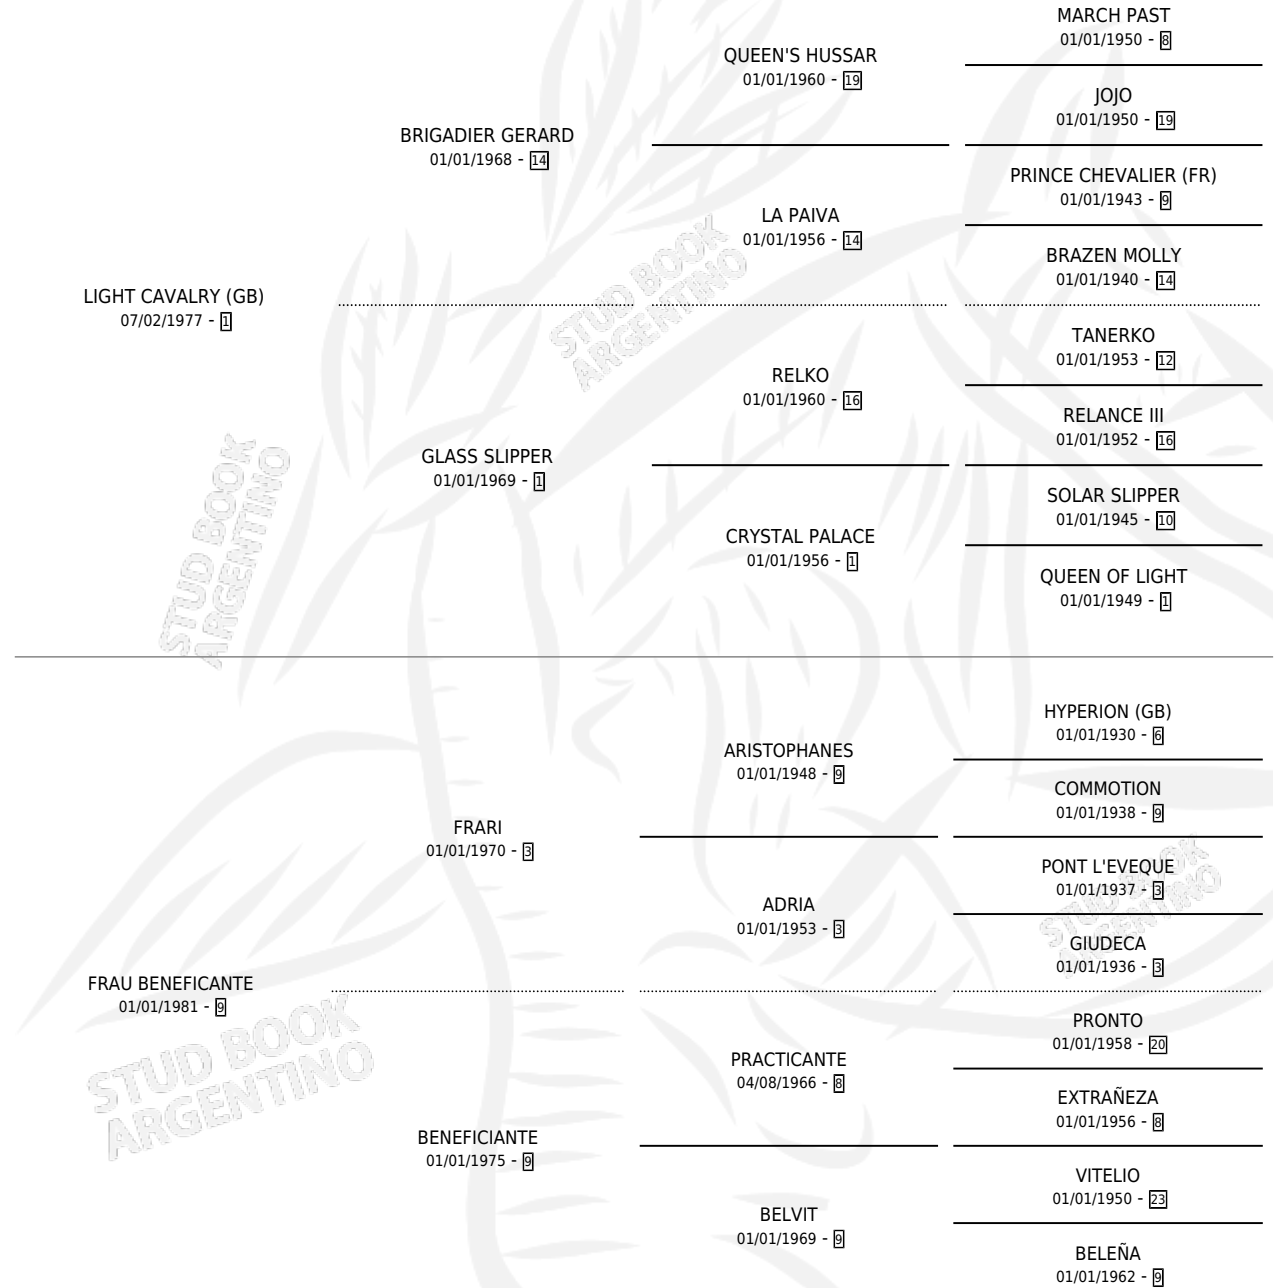 MARCH PAST
01/01/1950 - 8
QUEEN'S HUSSAR
01/01/1960 - 19
JOJO
01/01/1950 - 19
BRIGADIER GERARD
01/01/1968 - 14
PRINCE CHEVALIER (FR)
01/01/1943 - 9
LA PAIVA
01/01/1956 - 14
BRAZEN MOLLY
01/01/1940 - 14
LIGHT CAVALRY (GB)
07/02/1977 - 1
STUD BOOK
ARGENTINO
TANERKO
01/01/1953 - 12
RELKO
01/01/1960 - 16
RELANCE III
01/01/1952 - 16
GLASS SLIPPER
01/01/1969 - 1
SOLAR SLIPPER
01/01/1945 - 10
CRYSTAL PALACE
01/01/1956 - 1
QUEEN OF LIGHT
01/01/1949 - 1
STUD BOOK
ARGENTINO
HYPERION (GB)
01/01/1930 - 6
ARISTOPHANES
01/01/1948 - 9
COMMOTION
01/01/1938 - 9
FRARI
01/01/1970 - 3
PONT L'EVEQUE
01/01/1937 - 3
ADRIA
01/01/1953 - 3
GIUDECA
01/01/1936 - 3
STUD BOOK
ARGENTINO
FRAU BENEFICANTE
01/01/1981 - 9
PRONTO
01/01/1958 - 20
PRACTICANTE
04/08/1966 - 8
EXTRAÑEZA
01/01/1956 - 8
STUD BOOK
ARGENTINO
BENEFICIANTE
01/01/1975 - 9
VITELIO
01/01/1950 - 23
BELVIT
01/01/1969 - 9
BELEÑA
01/01/1962 - 9